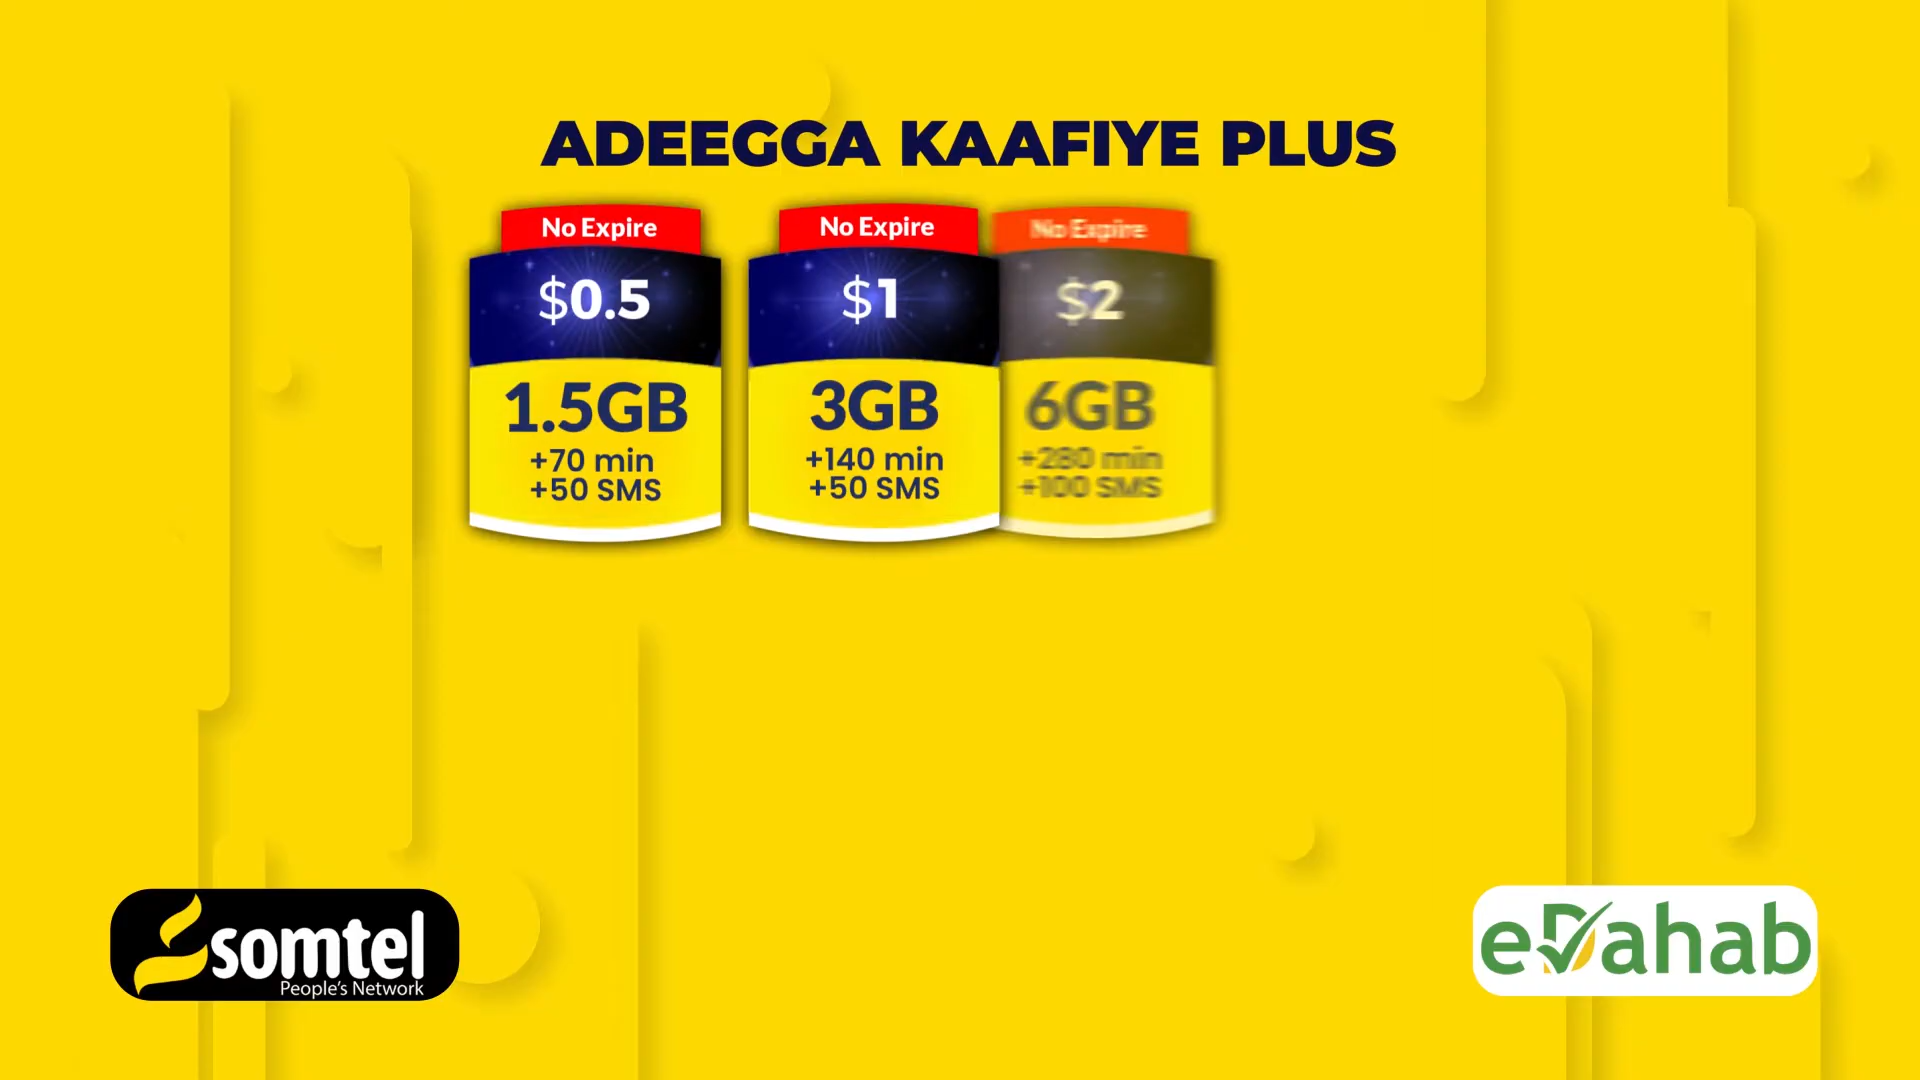 ADEEGGA KAAFIYE PLUS
No Expire
$0.5
1.5GB
+70 min
+50 SMS
No Expire
$1
3GB
+140 min
+50 SMS
No Expire
$2
6GB
+280 min
+100 SMS
somtel
People's Network
eDahab